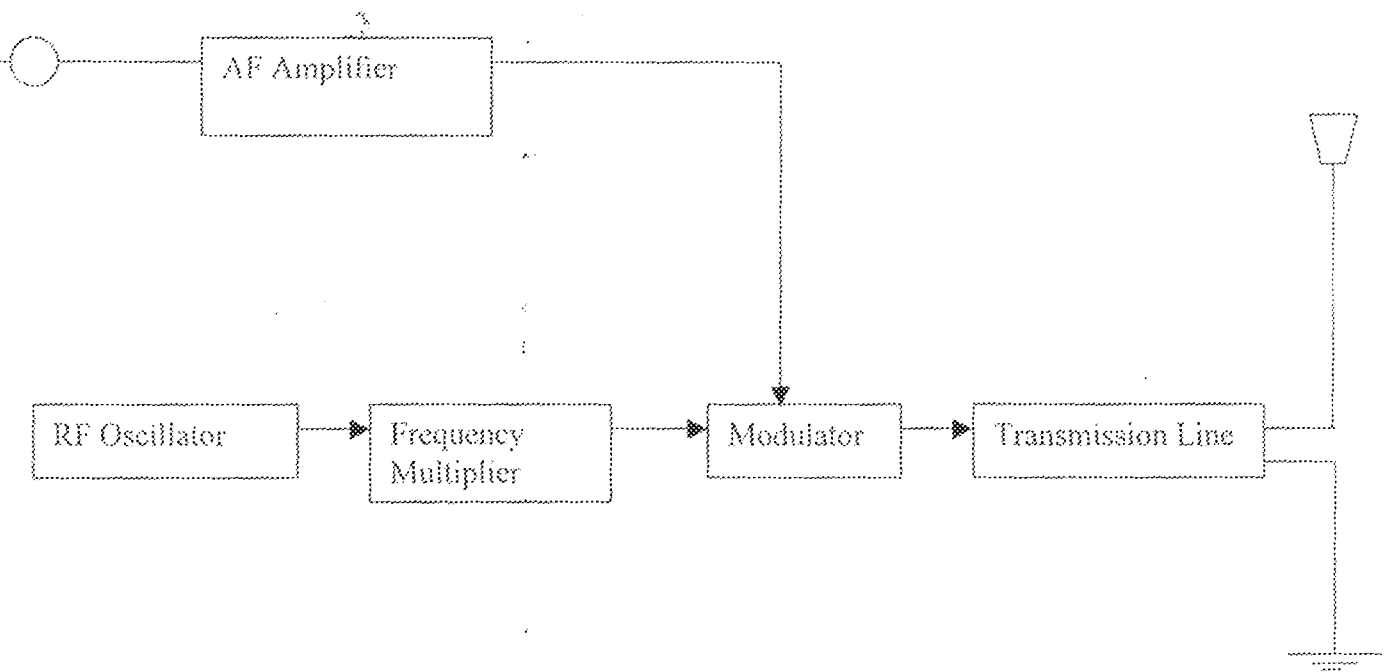 AF Amplifier
RF Oscillator
Frequency
Multiplier
Modulator
Transmission Line